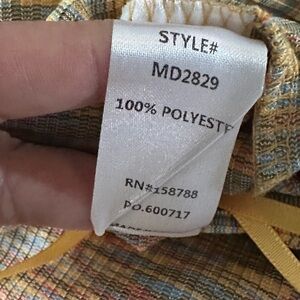 STYLE#
MD2829
100% POLYESTE
RN#158788
PO.600717